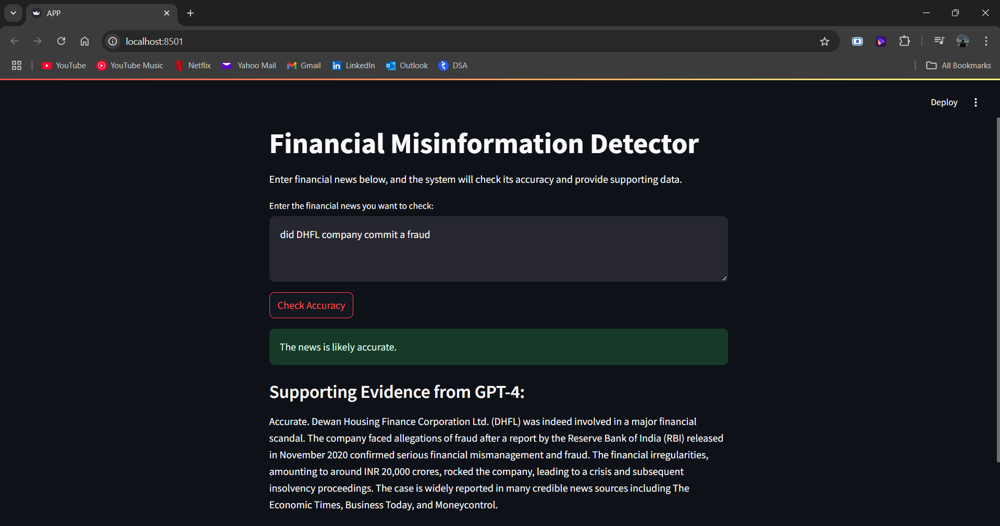 APP
localhost:8501
YouTube YouTube Music Netflix Yahoo Mail Gmail LinkedIn Outlook DSA All Bookmarks
Deploy
Financial Misinformation Detector
Enter financial news below, and the system will check its accuracy and provide supporting data.
Enter the financial news you want to check:
did DHFL company commit a fraud
Check Accuracy
The news is likely accurate.
Supporting Evidence from GPT-4:
Accurate. Dewan Housing Finance Corporation Ltd. (DHFL) was indeed involved in a major financial
scandal. The company faced allegations of fraud after a report by the Reserve Bank of India (RBI) released
in November 2020 confirmed serious financial mismanagement and fraud. The financial irregularities,
amounting to around INR 20,000 crores, rocked the company, leading to a crisis and subsequent
insolvency proceedings. The case is widely reported in many credible news sources including The
Economic Times, Business Today, and Moneycontrol.